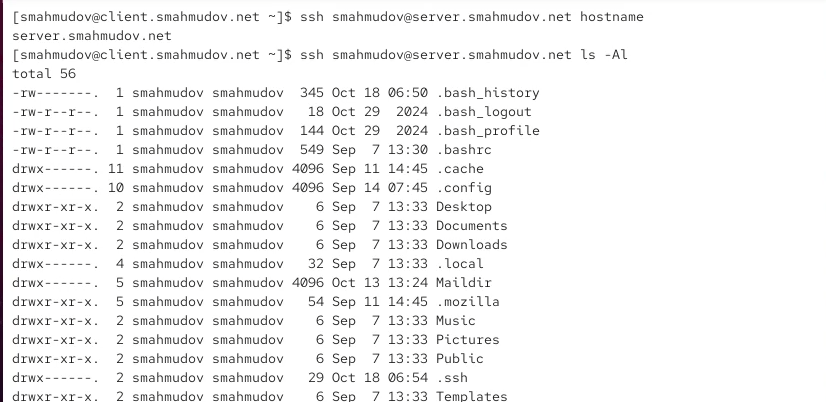 [smahmudov@client.smahmudov.net ~]$ ssh smahmudov@server.smahmudov.net hostname
server.smahmudov.net
[smahmudov@client.smahmudov.net ~]$ ssh smahmudov@server.smahmudov.net ls -Al
total 56
-rw-------.  1 smahmudov smahmudov  345 Oct 18 06:50 .bash_history
-rw-r--r--.  1 smahmudov smahmudov   18 Oct 29  2024 .bash_logout
-rw-r--r--.  1 smahmudov smahmudov  144 Oct 29  2024 .bash_profile
-rw-r--r--.  1 smahmudov smahmudov  549 Sep  7 13:30 .bashrc
drwx------. 11 smahmudov smahmudov 4096 Sep 11 14:45 .cache
drwx------. 10 smahmudov smahmudov 4096 Sep 14 07:45 .config
drwxr-xr-x.  2 smahmudov smahmudov    6 Sep  7 13:33 Desktop
drwxr-xr-x.  2 smahmudov smahmudov    6 Sep  7 13:33 Documents
drwxr-xr-x.  2 smahmudov smahmudov    6 Sep  7 13:33 Downloads
drwx------.  4 smahmudov smahmudov   32 Sep  7 13:33 .local
drwx------.  5 smahmudov smahmudov 4096 Oct 13 13:24 Maildir
drwxr-xr-x.  5 smahmudov smahmudov   54 Sep 11 14:45 .mozilla
drwxr-xr-x.  2 smahmudov smahmudov    6 Sep  7 13:33 Music
drwxr-xr-x.  2 smahmudov smahmudov    6 Sep  7 13:33 Pictures
drwxr-xr-x.  2 smahmudov smahmudov    6 Sep  7 13:33 Public
drwx------.  2 smahmudov smahmudov   29 Oct 18 06:54 .ssh
drwxr-xr-x.  2 smahmudov smahmudov    6 Sep  7 13:33 Templates